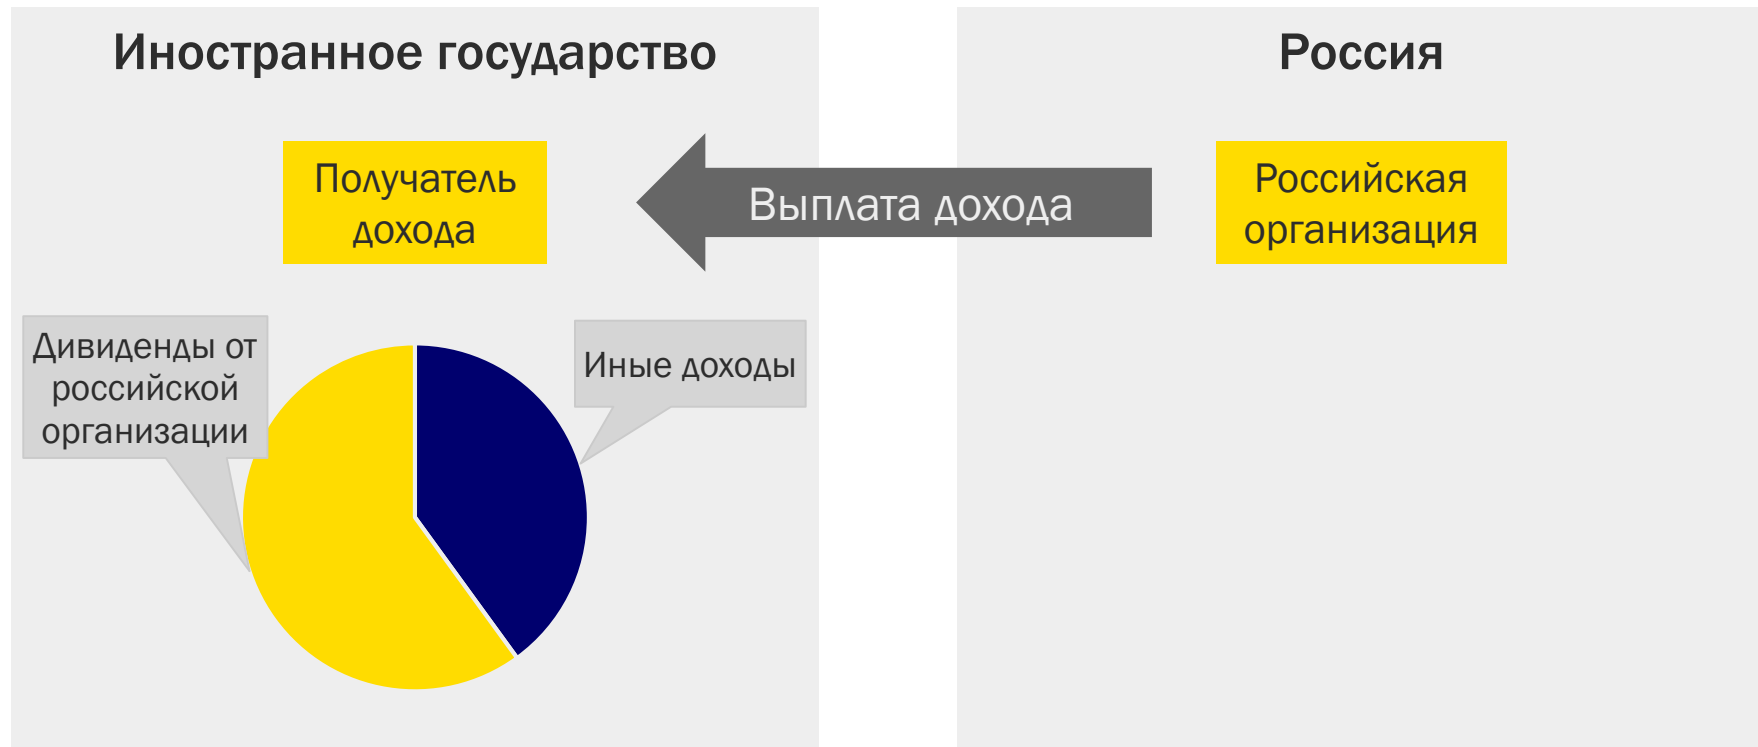 Иностранное государство
Россия
Получатель
дохода
Выплата дохода
Российская
организация
Дивиденды от
российской
организации
Иные доходы